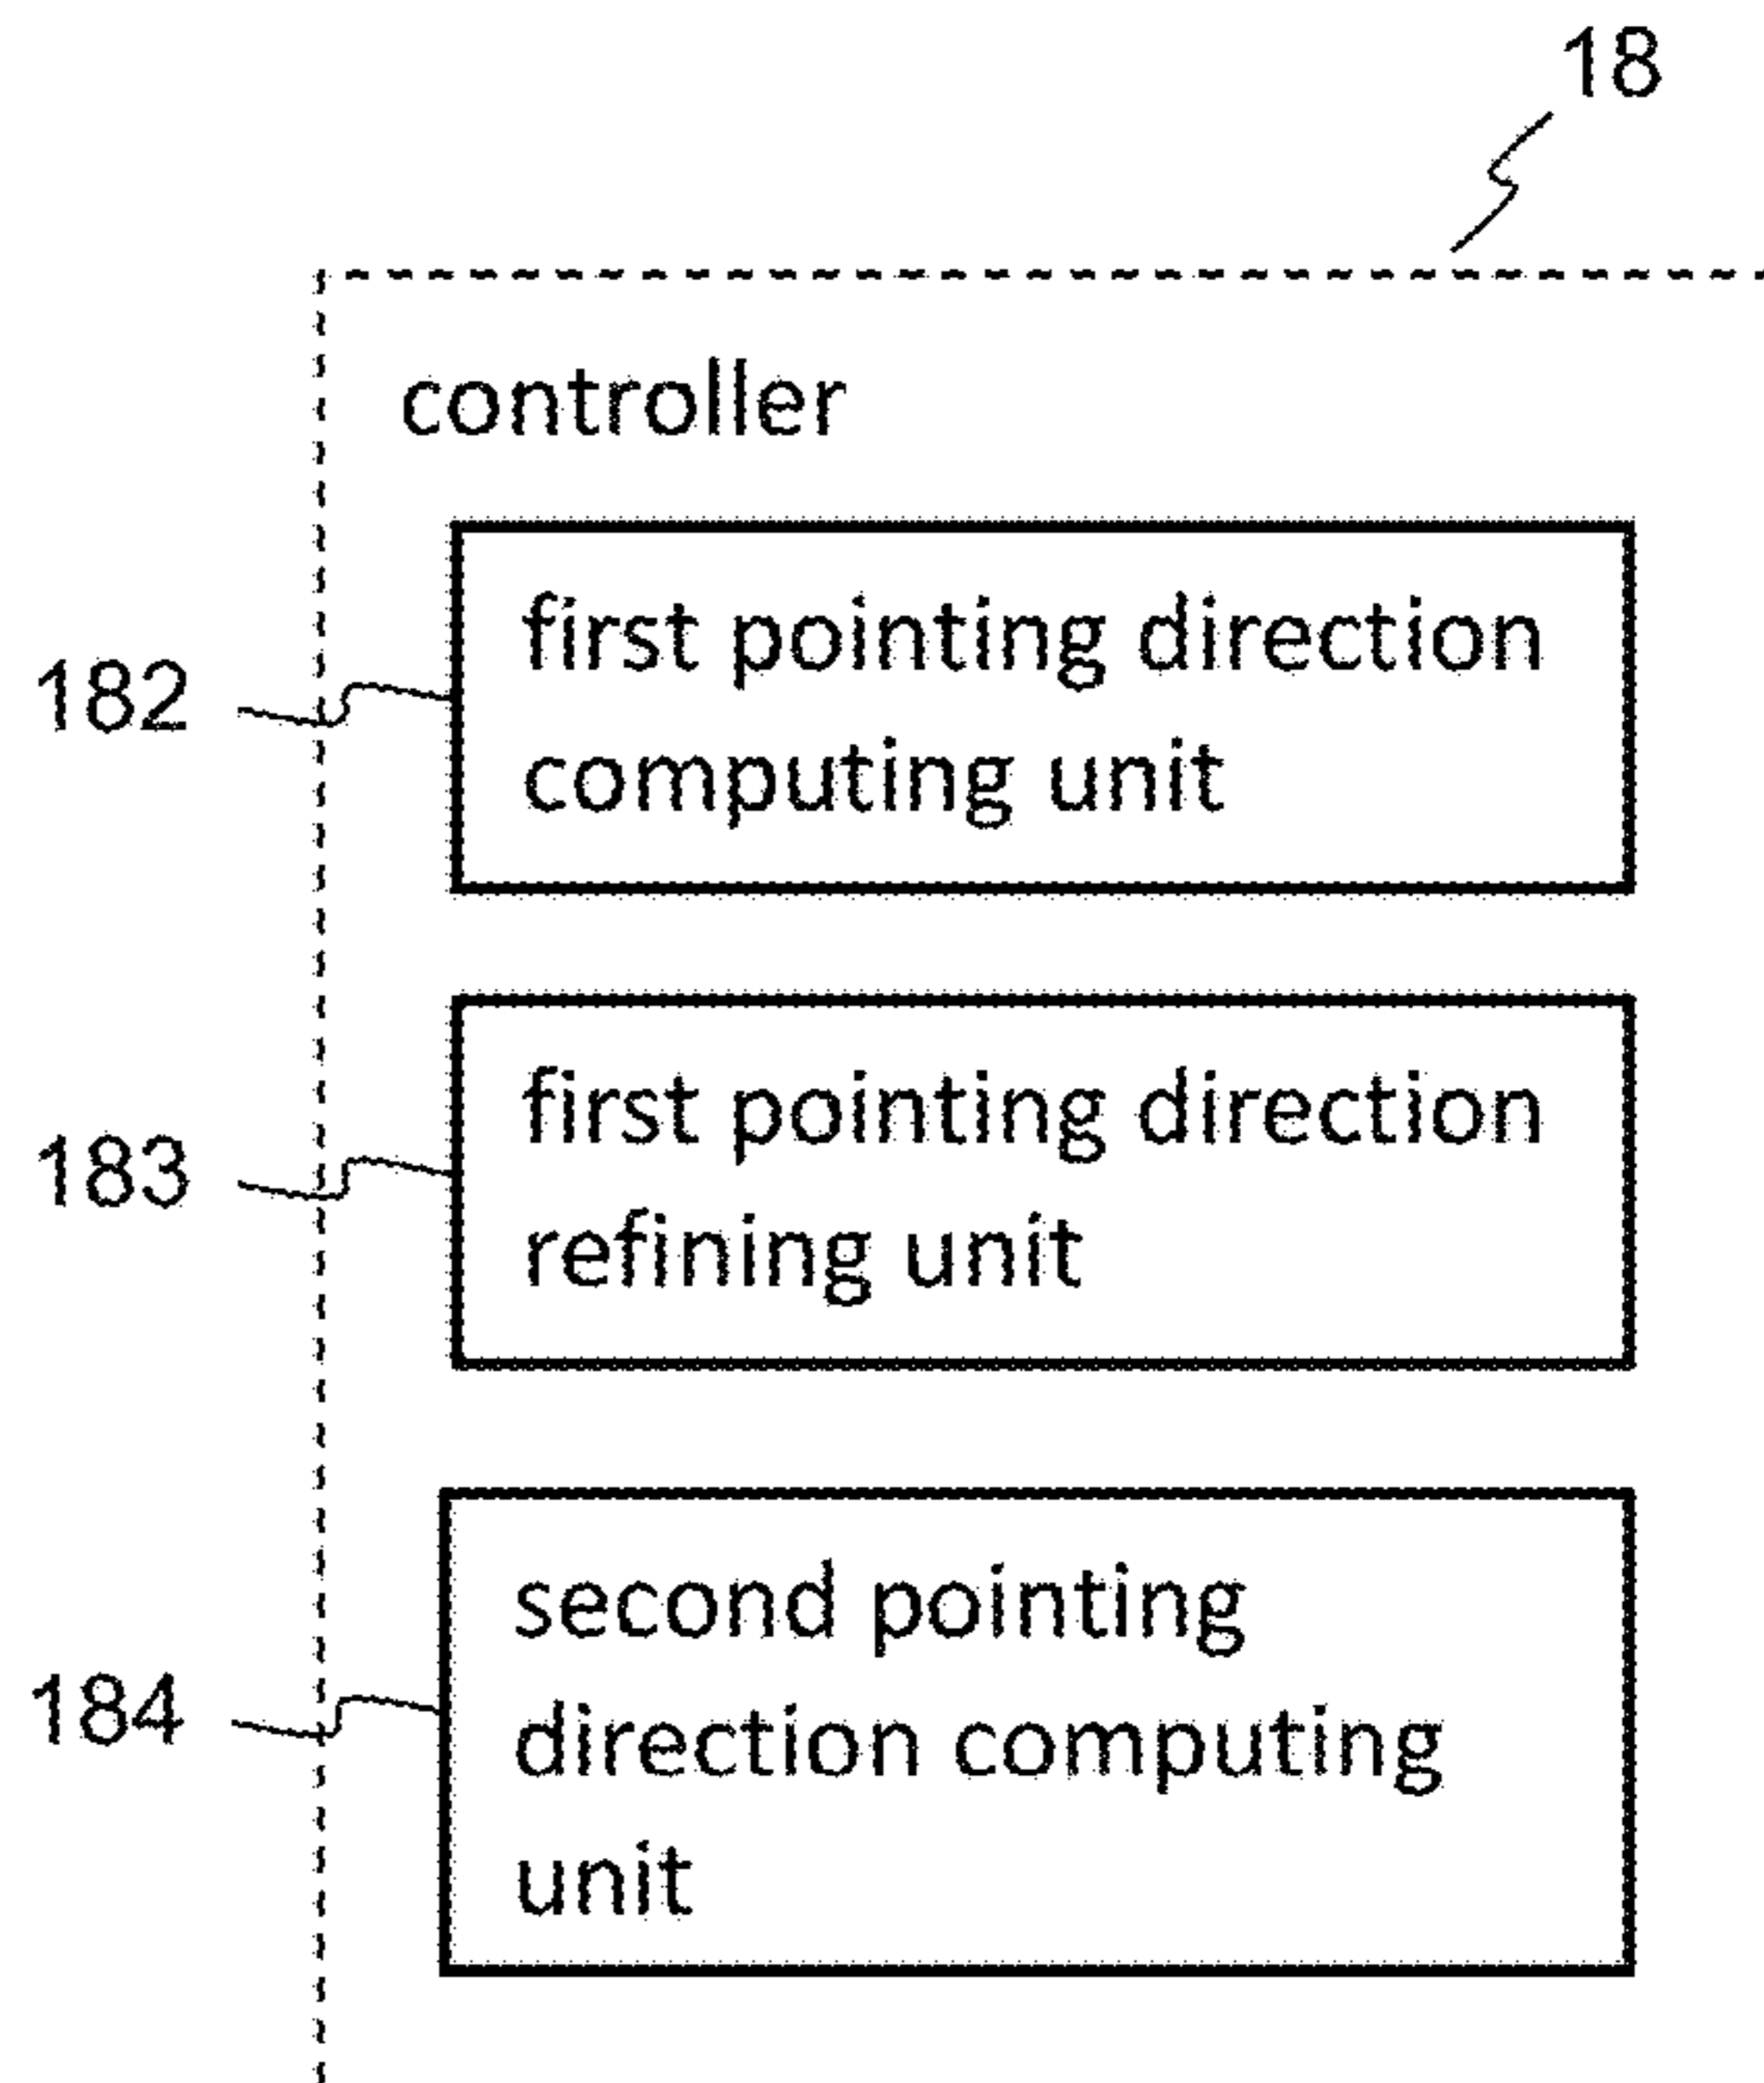 18
controller
first pointing direction
computing unit
182
first pointing direction
refining unit
183
second pointing
direction computing
unit
184